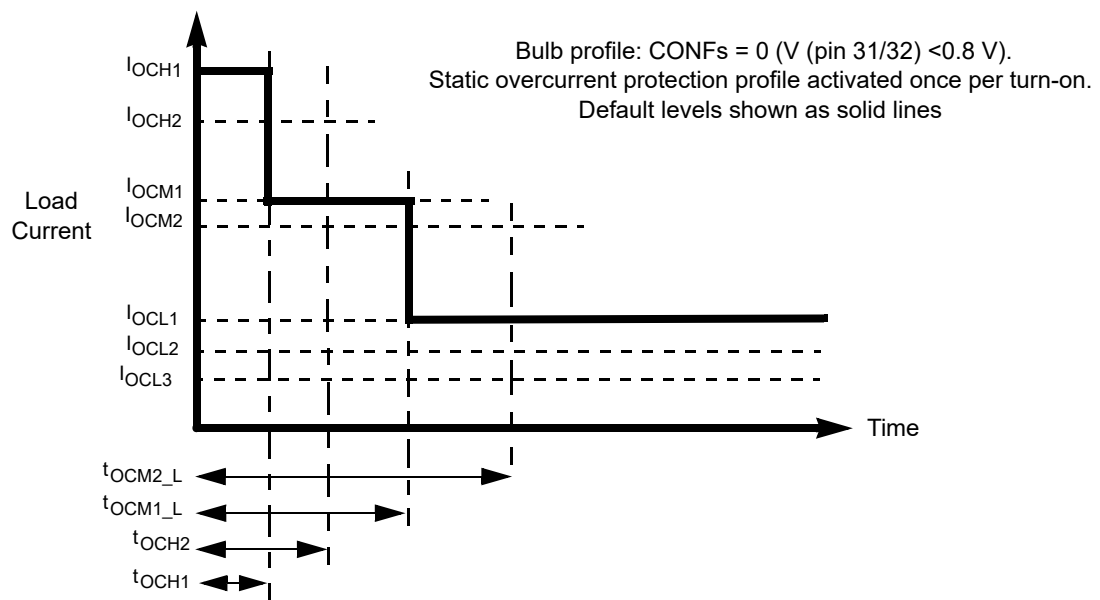 Bulb profile: CONFs = 0 (V (pin 31/32) <0.8 V).
Static overcurrent protection profile activated once per turn-on.
Default levels shown as solid lines
IOCH1
IOCH2
IOCM1
IOCM2
Load
Current
IOCL1
IOCL2
IOCL3
Time
tOCM2_L
tOCM1_L
tOCH2
tOCH1